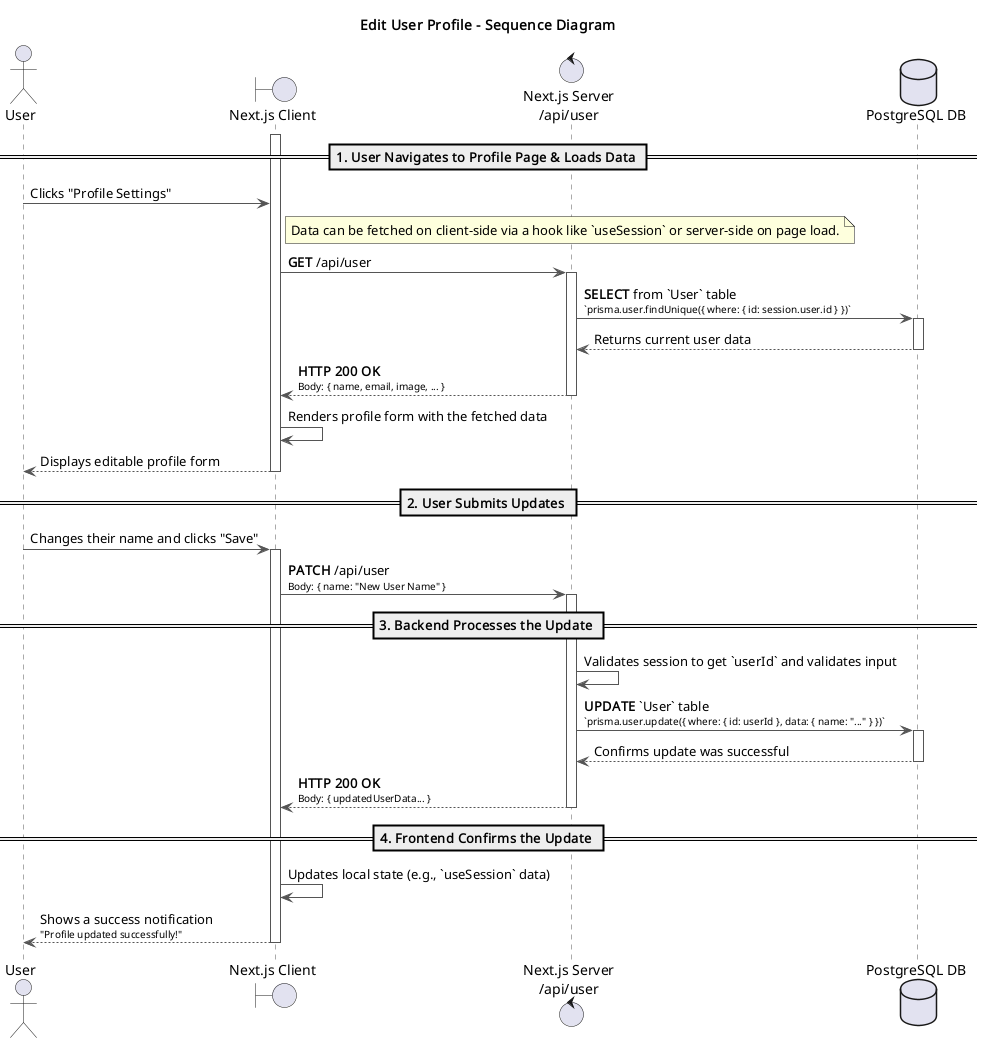 Edit User Profile - Sequence Diagram
User
Next.js Client
Next.js Server
/api/user
PostgreSQL DB
1. User Navigates to Profile Page & Loads Data
Clicks "Profile Settings"
Data can be fetched on client-side via a hook like `useSession` or server-side on page load.
GET /api/user
SELECT from `User` table
`prisma.user.findUnique({ where: { id: session.user.id } })`
Returns current user data
HTTP 200 OK
Body: { name, email, image, ... }
Renders profile form with the fetched data
Displays editable profile form
2. User Submits Updates
Changes their name and clicks "Save"
PATCH /api/user
Body: { name: "New User Name" }
3. Backend Processes the Update
Validates session to get `userId` and validates input
UPDATE `User` table
`prisma.user.update({ where: { id: userId }, data: { name: "..." } })`
Confirms update was successful
HTTP 200 OK
Body: { updatedUserData... }
4. Frontend Confirms the Update
Updates local state (e.g., `useSession` data)
Shows a success notification
"Profile updated successfully!"
User
Next.js Client
Next.js Server
/api/user
PostgreSQL DB